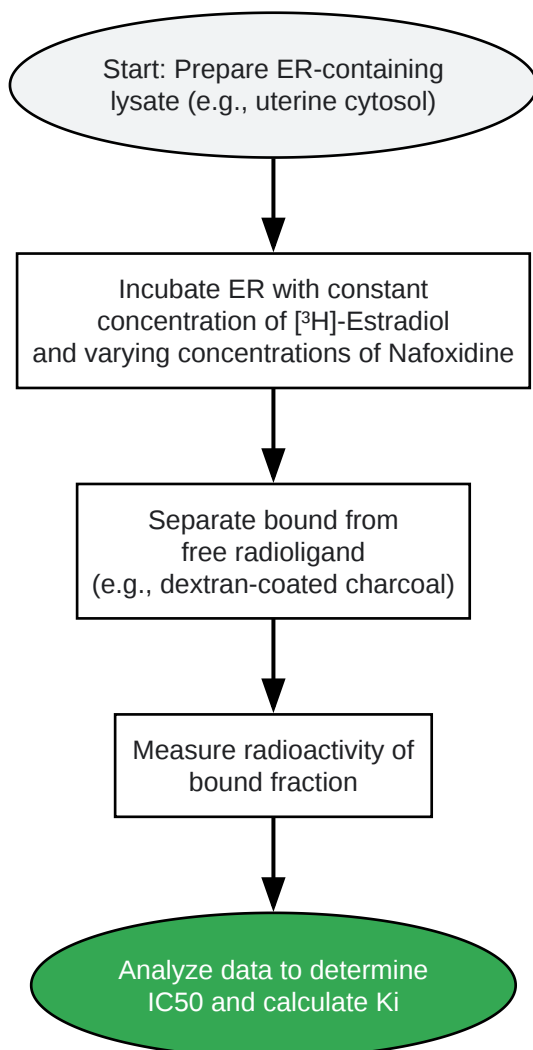 Start: Prepare ER-containing
lysate (e.g., uterine cytosol)
Incubate ER with constant
concentration of [³H]-Estradiol
and varying concentrations of Nafoxidine
Separate bound from
free radioligand
(e.g., dextran-coated charcoal)
Measure radioactivity of
bound fraction
Analyze data to determine
IC50 and calculate Ki